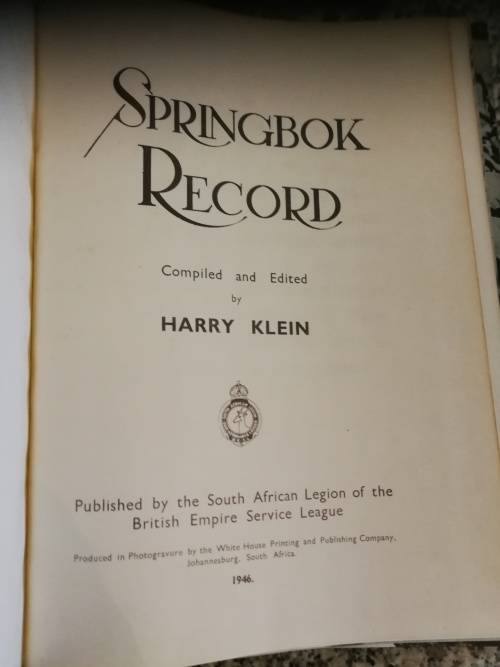 SPRINGBOK
RECORD
Compiled and Edited
by
HARRY KLEIN
Published by the South African Legion of the
British Empire Service League
Produced in Photogravure by the White House Printing and Publishing Company,
Johannesburg, South Africa.
1946.